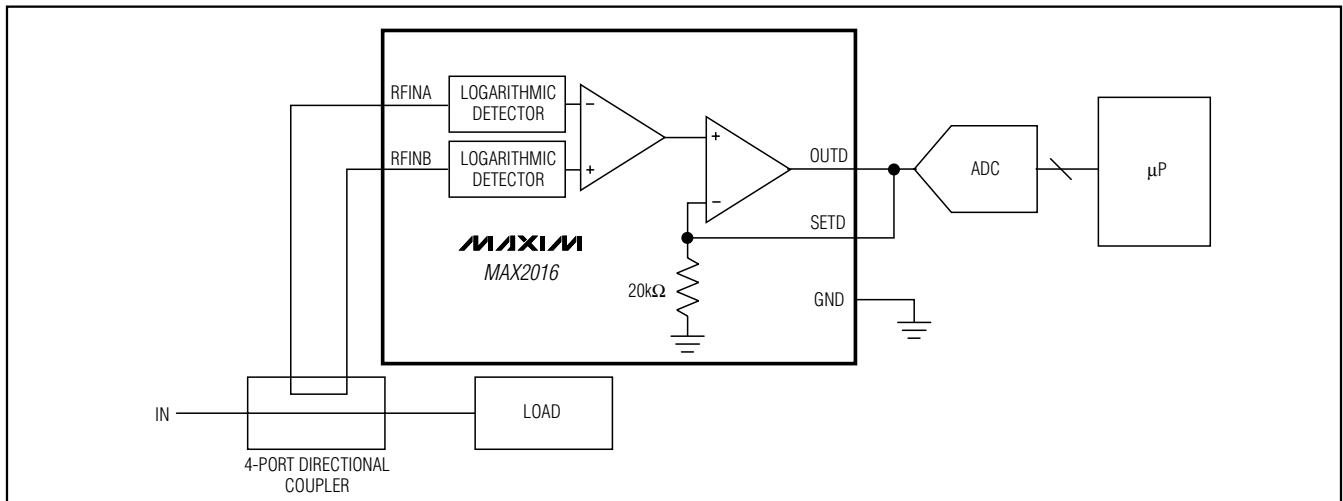 RFINA
LOGARITHMIC
DETECTOR
−
RFINB
LOGARITHMIC
DETECTOR
+
+
−
OUTD
SETD
ADC
μP
MAXIM
MAX2016
20kΩ
GND
IN
LOAD
4-PORT DIRECTIONAL
COUPLER